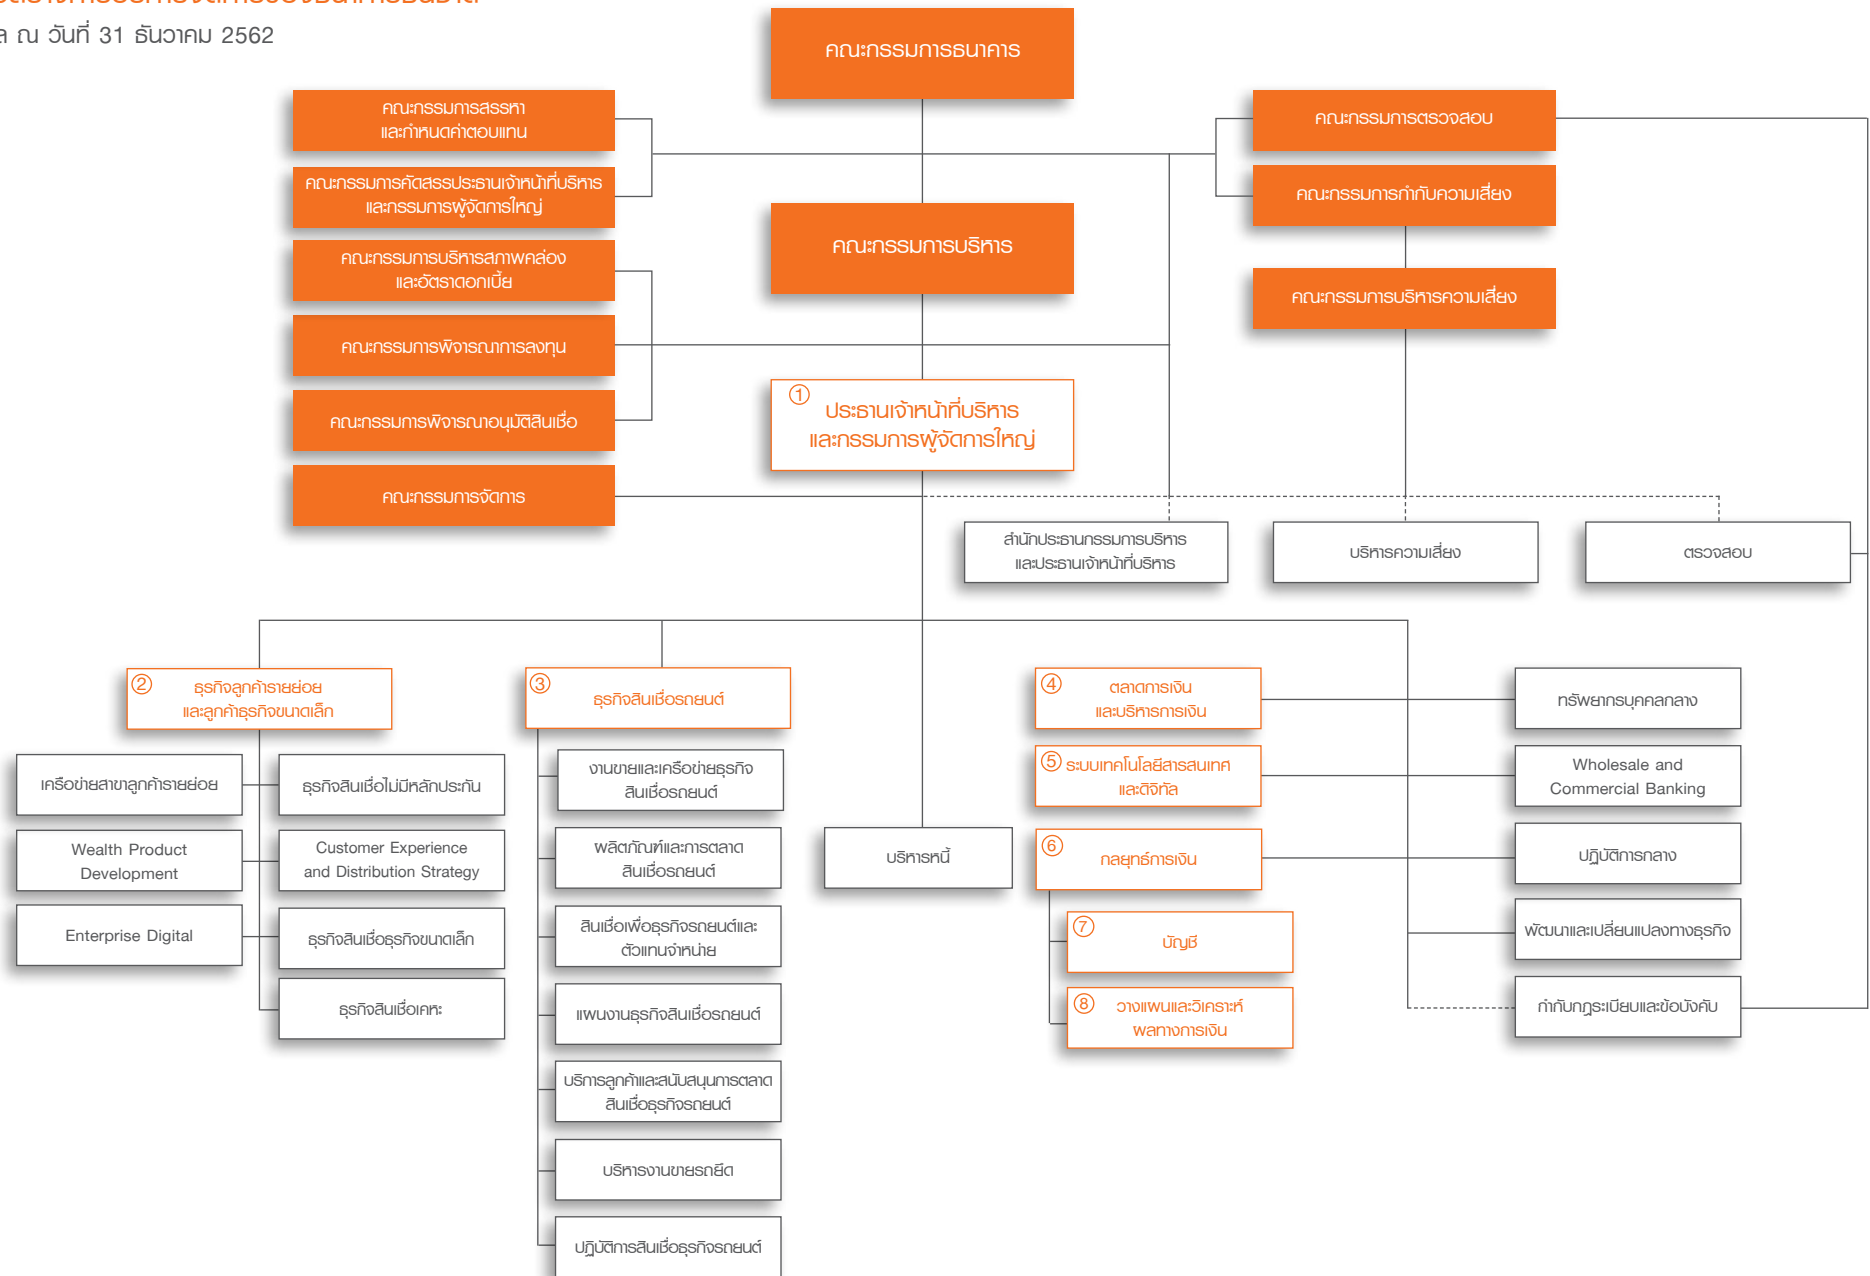 ล ณ วันที่ 31 ธันวาคม 2562
คณะกรรมการธนาคาร
คณะกรรมการสรรหา
และกำหนดค่าตอบแทน
คณะกรรมการตรวจสอบ
คณะกรรมการคัดสรรประธานเจ้าหน้าที่บริหาร
และกรรมการผู้จัดการใหญ่
คณะกรรมการกำกับความเสี่ยง
คณะกรรมการบริหาร
คณะกรรมการบริหารสภาพคล่อง
และอัตราดอกเบี้ย
คณะกรรมการบริหารความเสี่ยง
คณะกรรมการพิจารณาการลงทุน
① ประธานเจ้าหน้าที่บริหาร
และกรรมการผู้จัดการใหญ่
คณะกรรมการพิจารณาอนุมัติสินเชื่อ
คณะกรรมการจัดการ
สำนักประธานกรรมการบริหาร
และประธานเจ้าหน้าที่บริหาร
บริหารความเสี่ยง
ตรวจสอบ
② ธุรกิจลูกค้ารายย่อย
และลูกค้าธุรกิจขนาดเล็ก
③ ธุรกิจสินเชื่อรถยนต์
④ ตลาดการเงิน
และบริหารการเงิน
ทรัพยากรบุคคลกลาง
เครือข่ายสาขาลูกค้ารายย่อย
ธุรกิจสินเชื่อไม่มีหลักประกัน
งานขายและเครือข่ายธุรกิจ
สินเชื่อรถยนต์
⑤ ระบบเทคโนโลยีสารสนเทศ
และดิจิทัล
Wholesale and
Commercial Banking
Wealth Product
Development
Customer Experience
and Distribution Strategy
ผลิตภัณฑ์และการตลาด
สินเชื่อรถยนต์
บริหารหนี้
⑥ กลยุทธ์การเงิน
ปฏิบัติการกลาง
Enterprise Digital
ธุรกิจสินเชื่อธุรกิจขนาดเล็ก
สินเชื่อเพื่อธุรกิจรถยนต์และ
ตัวแทนจำหน่าย
⑦ บัญชี
พัฒนาและเปลี่ยนแปลงทางธุรกิจ
ธุรกิจสินเชื่อเคหะ
แผนงานธุรกิจสินเชื่อรถยนต์
⑧ วางแผนและวิเคราะห์
ผลทางการเงิน
กำกับกฎระเบียบและข้อบังคับ
บริการลูกค้าและสนับสนุนการตลาด
สินเชื่อธุรกิจรถยนต์
บริหารงานขายรถยึด
ปฏิบัติการสินเชื่อธุรกิจรถยนต์